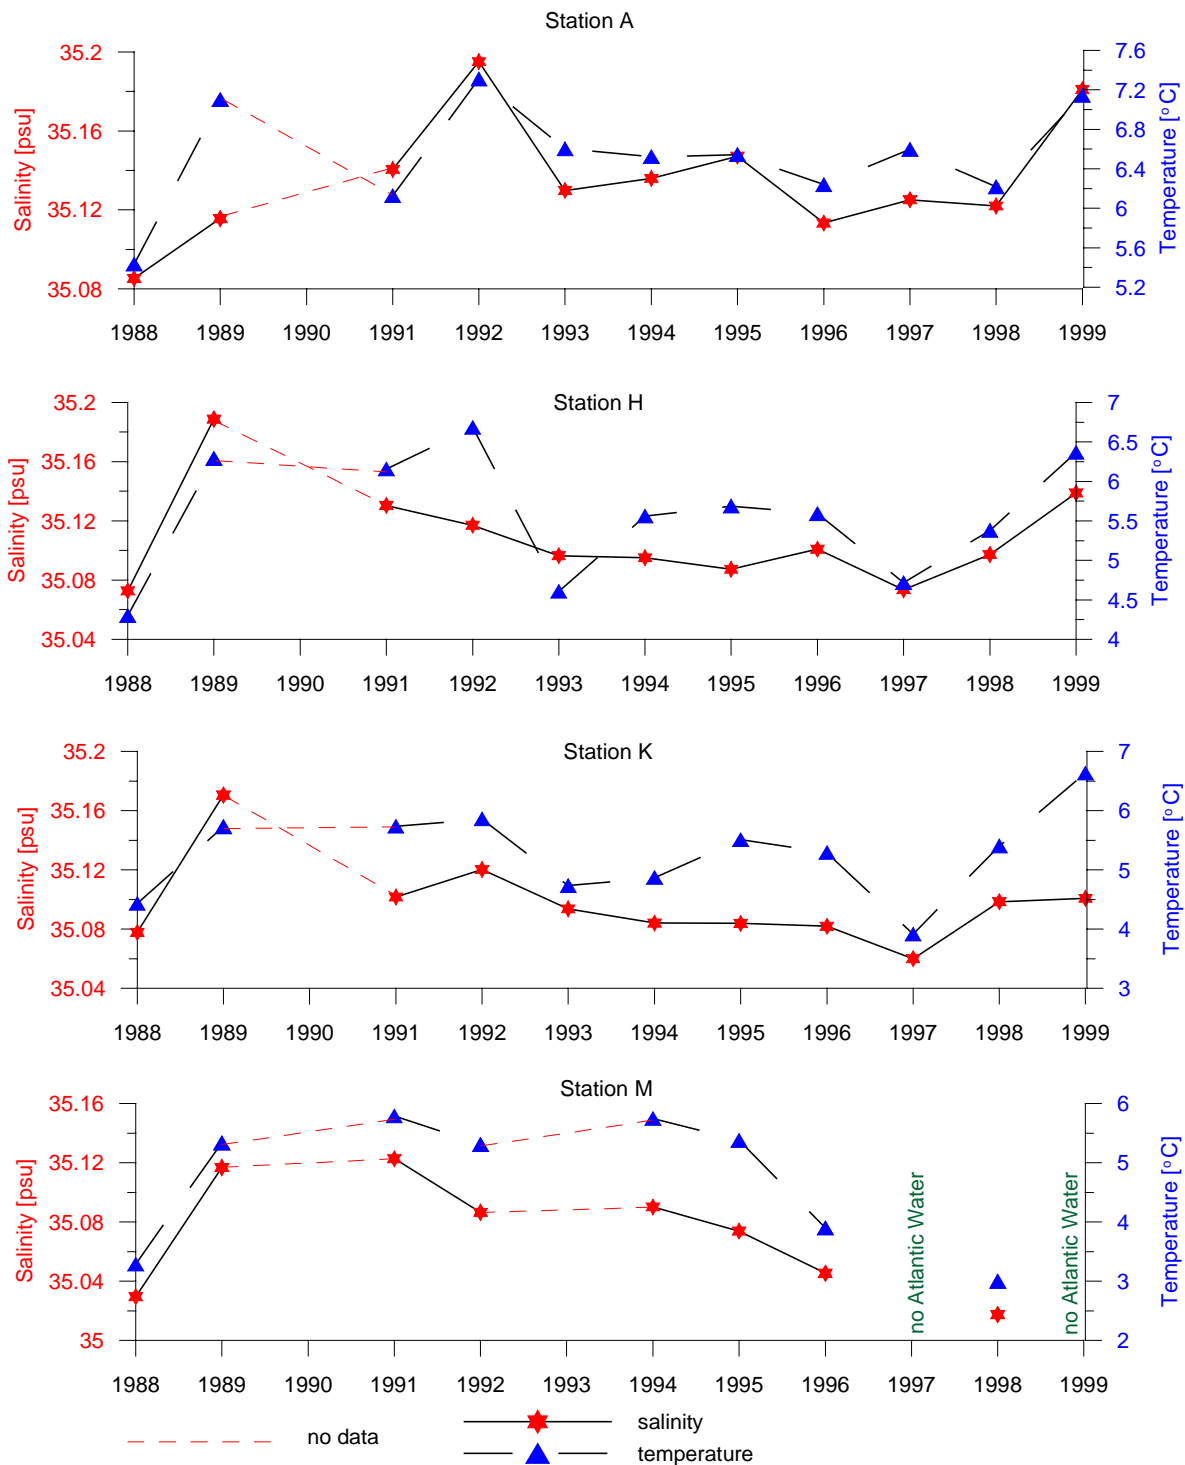 Station A
35.2
35.16
35.12
35.08
Salinity [psu]
7.6
7.2
6.8
6.4
6
5.6
5.2
Temperature [°C]
1988 1989 1990 1991 1992 1993 1994 1995 1996 1997 1998 1999
Station H
35.2
35.16
35.12
35.08
35.04
Salinity [psu]
7
6.5
6
5.5
5
4.5
4
Temperature [°C]
1988 1989 1990 1991 1992 1993 1994 1995 1996 1997 1998 1999
Station K
35.2
35.16
35.12
35.08
35.04
Salinity [psu]
7
6
5
4
3
Temperature [°C]
1988 1989 1990 1991 1992 1993 1994 1995 1996 1997 1998 1999
Station M
35.16
35.12
35.08
35.04
35
Salinity [psu]
no Atlantic Water
no Atlantic Water
6
5
4
3
2
Temperature [°C]
1988 1989 1990 1991 1992 1993 1994 1995 1996 1997 1998 1999
no data
salinity
temperature